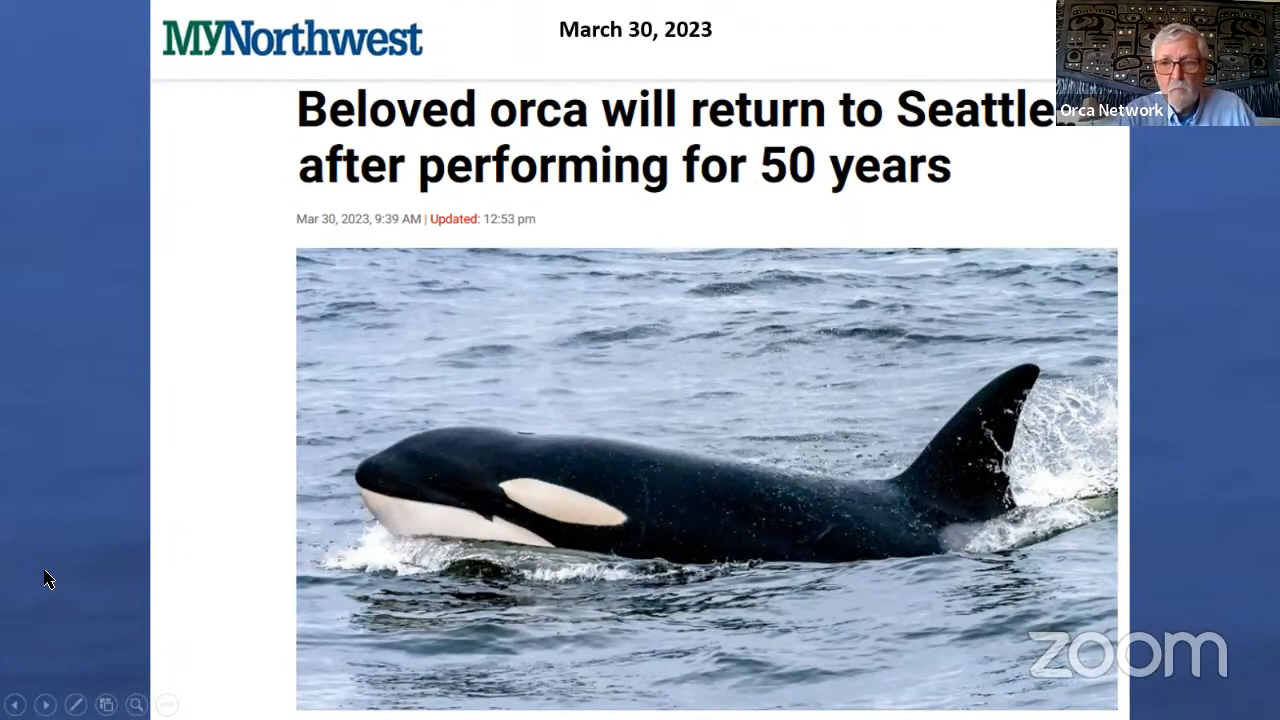 MyNorthwest
March 30, 2023
Orca Network
Beloved orca will return to Seattle
after performing for 50 years
Mar 30, 2023, 9:39 AM | Updated: 12:53 pm
zoom